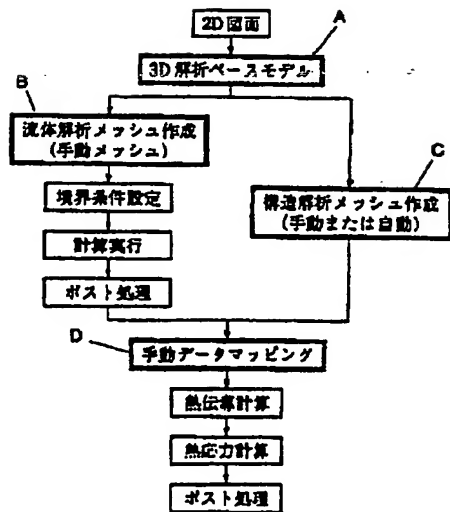 2D図面
A
3D解析ベースモデル
B
流体解析メッシュ作成
(手動メッシュ)
境界条件設定
計算実行
ポスト処理
C
構造解析メッシュ作成
(手動または自動)
D
手動データマッピング
熱伝導計算
熱応力計算
ポスト処理